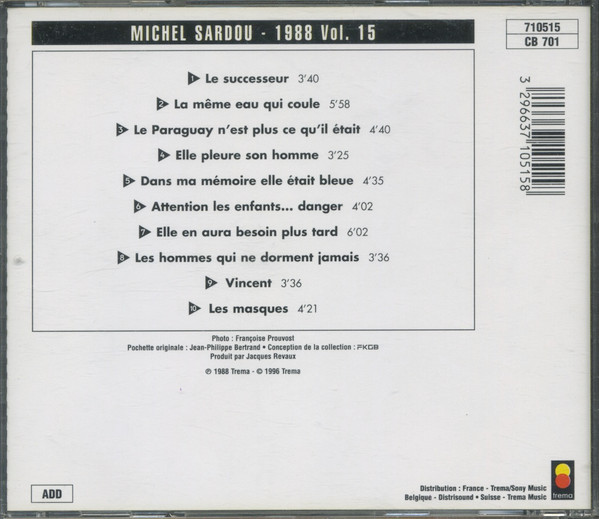 MICHEL SARDOU - 1988 Vol. 15
710515
CB 701
1 Le successeur 3'40
2 La même eau qui coule 5'58
3 Le Paraguay n'est plus ce qu'il était 4'40
4 Elle pleure son homme 3'25
5 Dans ma mémoire elle était bleue 4'35
6 Attention les enfants... danger 4'02
7 Elle en aura besoin plus tard 6'02
8 Les hommes qui ne dorment jamais 3'36
9 Vincent 3'36
10 Les masques 4'21
3 296637 105158
Photo : Françoise Prouvost
Pochette originale : Jean-Philippe Bertrand • Conception de la collection : FKGB
Produit par Jacques Revaux
℗ 1988 Trema - © 1996 Trema
ADD
Distribution : France - Trema/Sony Music
Belgique - Distrisound • Suisse - Trema Music
trema